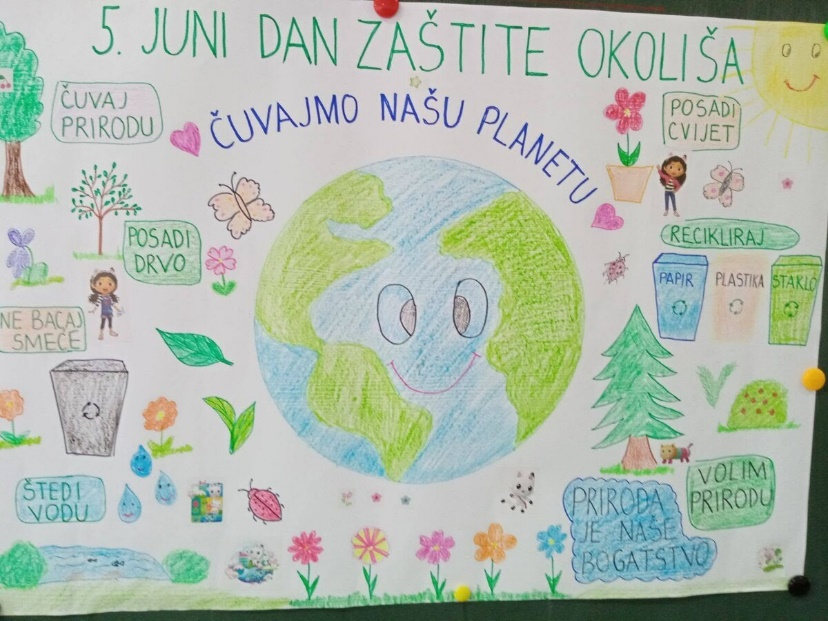 5. JUNI DAN ZAŠTITE OKOLIŠA
ČUVAJMO NAŠU PLANETU
ČUVAJ
PRIRODU
POSADI
CVIJET
POSADI
DRVO
RECIKLIRAJ
PAPIR
PLASTIKA
STAKLO
NE BACAJ
SMEĆE
ŠTEDI
VODU
PRIRODA
JE NAŠE
BOGATSTVO
VOLIM
PRIRODU